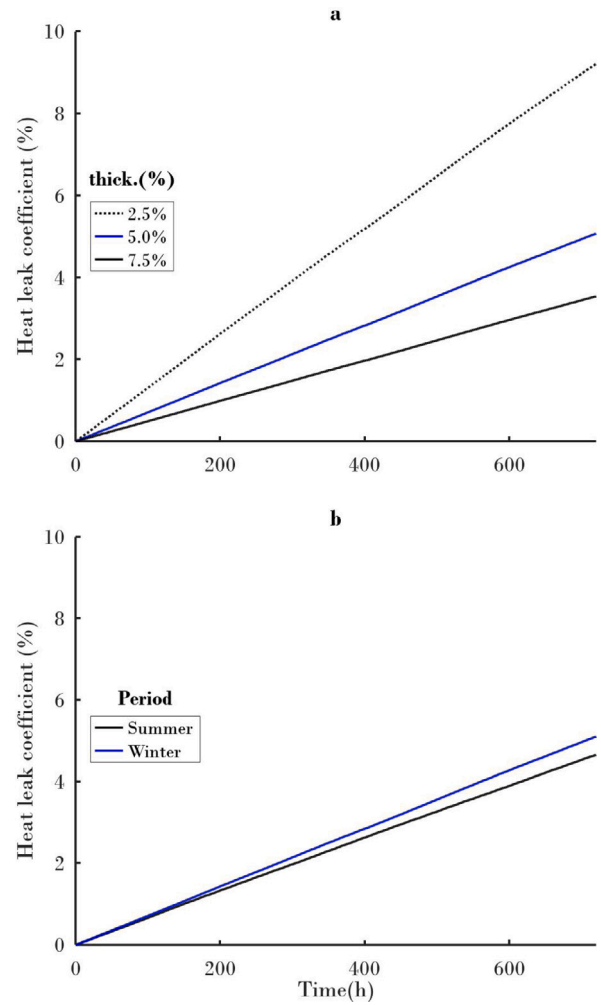 a
10
8
6
4
2
0
Heat leak coefficient (%)
thick.(%)
2.5%
5.0%
7.5%
0 200 400 600
b
10
8
6
4
2
0
Heat leak coefficient (%)
Period
Summer
Winter
0 200 400 600
Time(h)